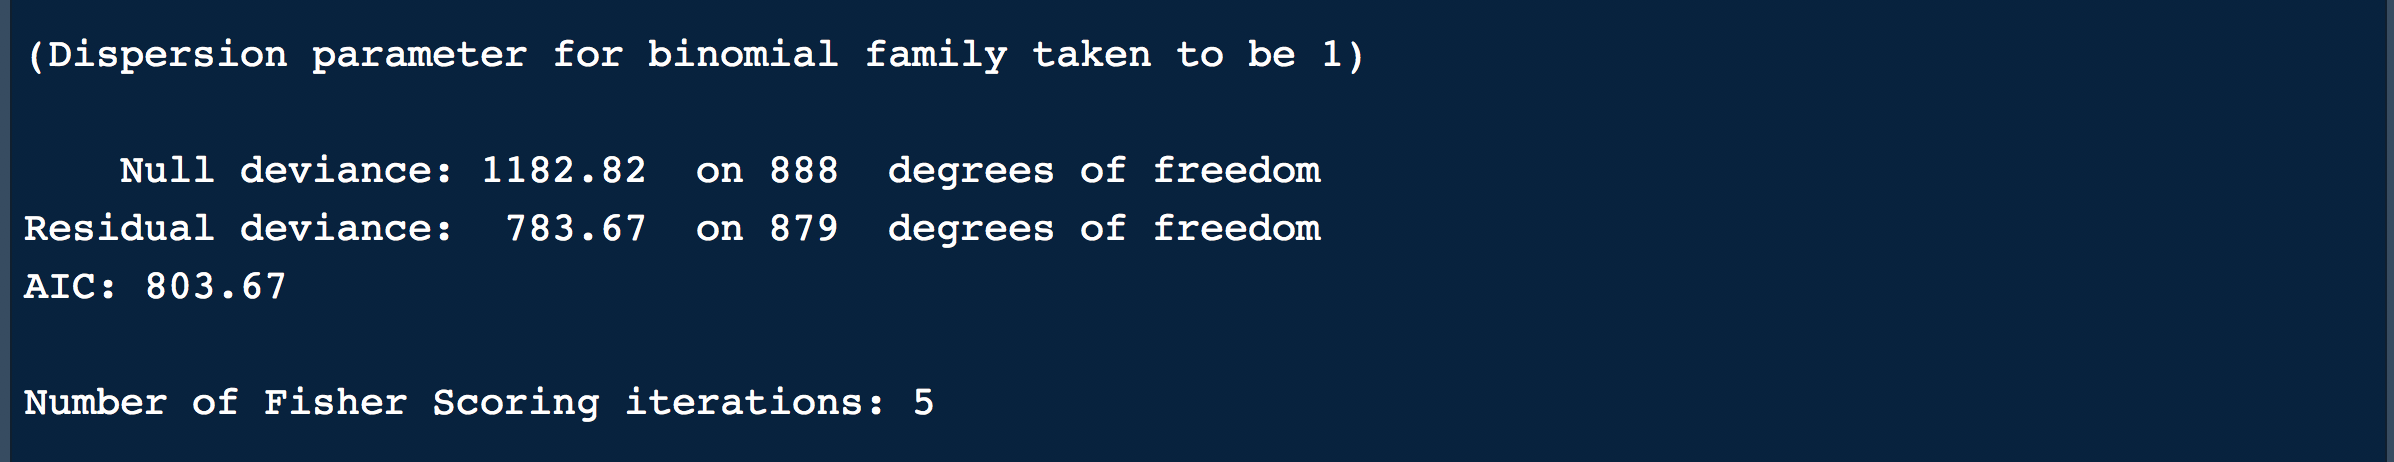 (Dispersion parameter for binomial family taken to be 1)
Null deviance: 1182.82  on 888  degrees of freedom
Residual deviance:  783.67  on 879  degrees of freedom
AIC: 803.67
Number of Fisher Scoring iterations: 5